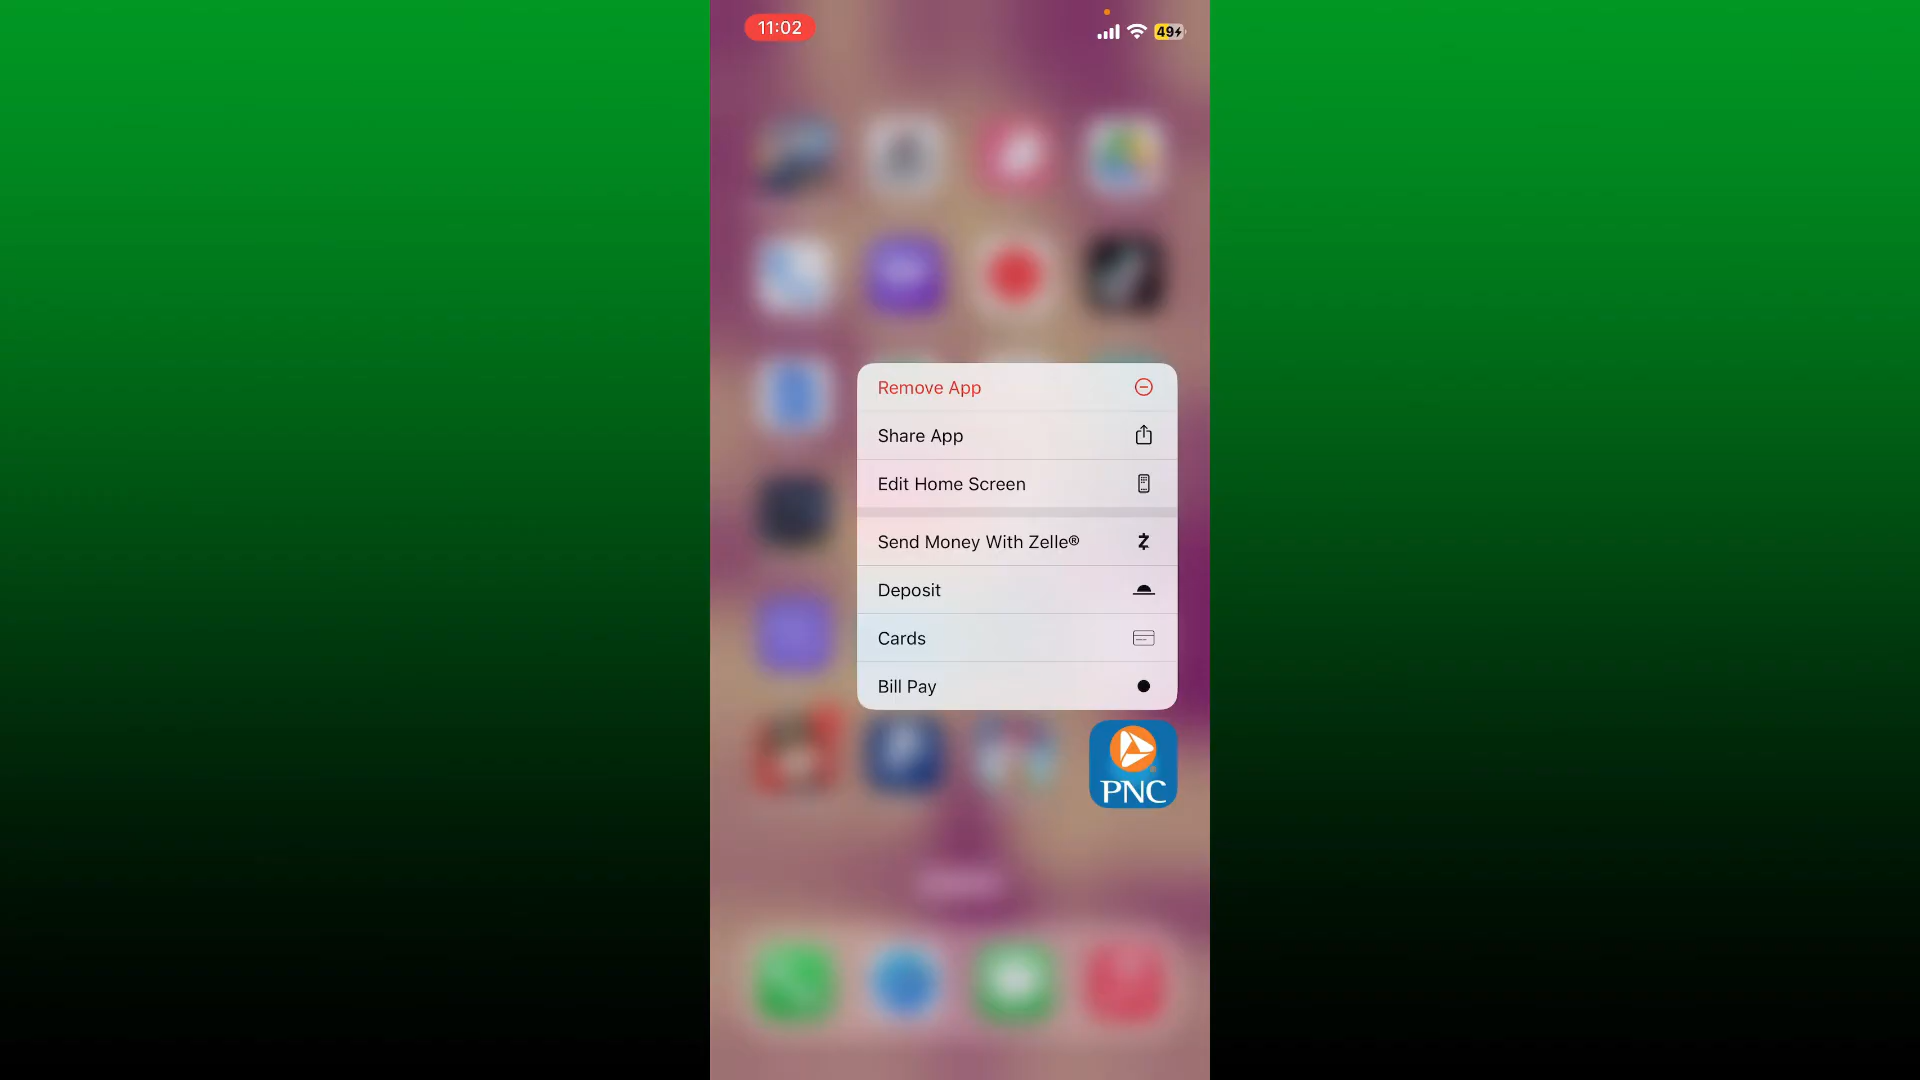 11:02
49
Remove App
Share App
Edit Home Screen
Send Money With Zelle®
Deposit
Cards
Bill Pay
PNC